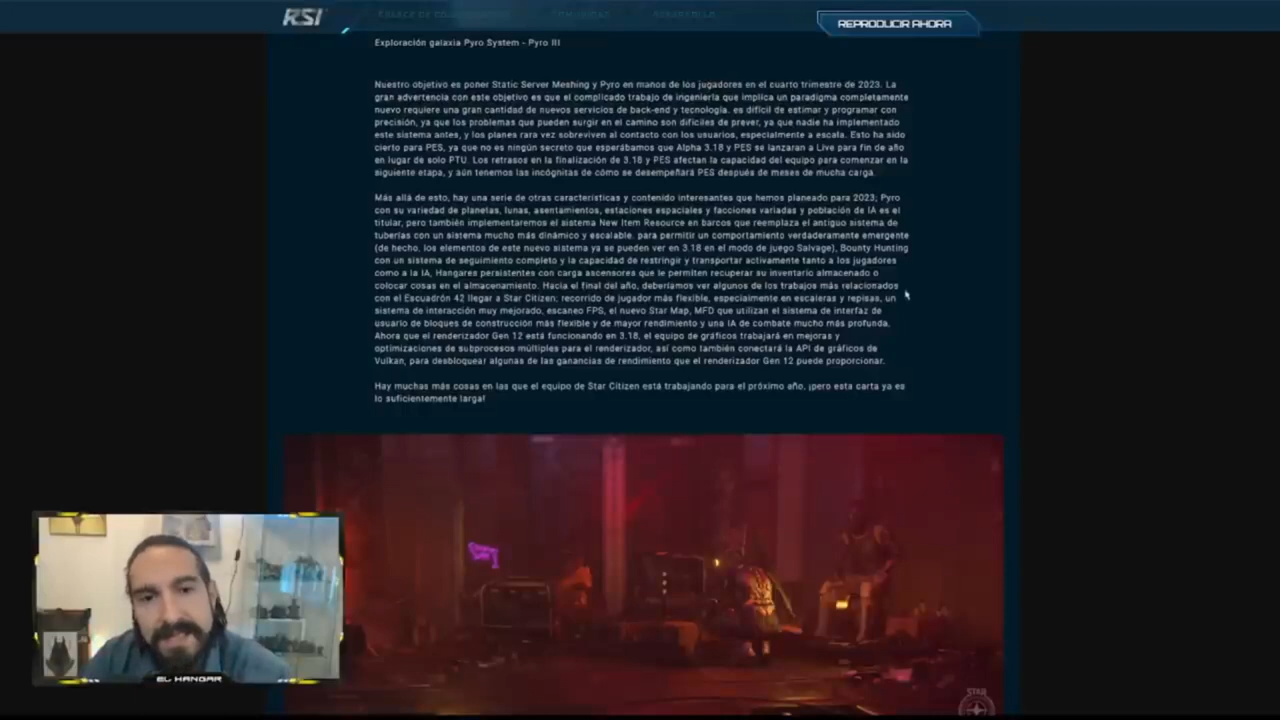 RSI
REPRODUCIR AHORA
Exploración galaxia Pyro System - Pyro III
Nuestro objetivo es poner Static Server Meshing y Pyro en manos de los jugadores en el cuarto trimestre de 2023. La
gran advertencia con este objetivo es que el complicado trabajo de ingeniería que implica un paradigma completamente
nuevo requiere una gran cantidad de nuevos servicios de back-end y tecnología. es difícil de estimar y programar con
precisión, ya que los problemas que pueden surgir en el camino son difíciles de prever, ya que nadie ha implementado
este sistema antes, y los planes rara vez sobreviven al contacto con los usuarios, especialmente a escala. Esto ha sido
cierto para PES, ya que no es ningún secreto que esperábamos que Alpha 3.18 y PES se lanzaran a Live para fin de año
en lugar de solo PTU. Los retrasos en la finalización de 3.18 y PES afectan la capacidad del equipo para comenzar en la
siguiente etapa, y aún tenemos las incógnitas de cómo se desempeñará PES después de meses de mucha carga.
Más allá de esto, hay una serie de otras características y contenido interesantes que hemos planeado para 2023; Pyro
con su variedad de planetas, lunas, asentamientos, estaciones espaciales y facciones variadas y población de IA es el
titular, pero también implementaremos el sistema New Item Resource en barcos que reemplaza el antiguo sistema de
tuberías con un sistema mucho más dinámico y escalable. para permitir un comportamiento verdaderamente emergente
(de hecho, los elementos de este nuevo sistema ya se pueden ver en 3.18 en el modo de juego Salvage), Bounty Hunting
con un sistema de seguimiento completo y la capacidad de restringir y transportar activamente tanto a los jugadores
como a la IA, Hangares persistentes con carga ascensores que le permiten recuperar su inventario almacenado o
colocar cosas en el almacenamiento. Hacia el final del año, deberíamos ver algunos de los trabajos más relacionados
con el Escuadrón 42 llegar a Star Citizen: recorrido de jugador más flexible, especialmente en escaleras y repisas, un
sistema de interacción muy mejorado, escaneo FPS, el nuevo Star Map, MFD que utilizan el sistema de interfaz de
usuario de bloques de construcción más flexible y de mayor rendimiento y una IA de combate mucho más profunda.
Ahora que el renderizador Gen 12 está funcionando en 3.18, el equipo de gráficos trabajará en mejoras y
optimizaciones de subprocesos múltiples para el renderizador, así como también conectará la API de gráficos de
Vulkan, para desbloquear algunas de las ganancias de rendimiento que el renderizador Gen 12 puede proporcionar.
Hay muchas más cosas en las que el equipo de Star Citizen está trabajando para el próximo año, ¡pero esta carta ya es
lo suficientemente larga!
EL HANGAR
STAR